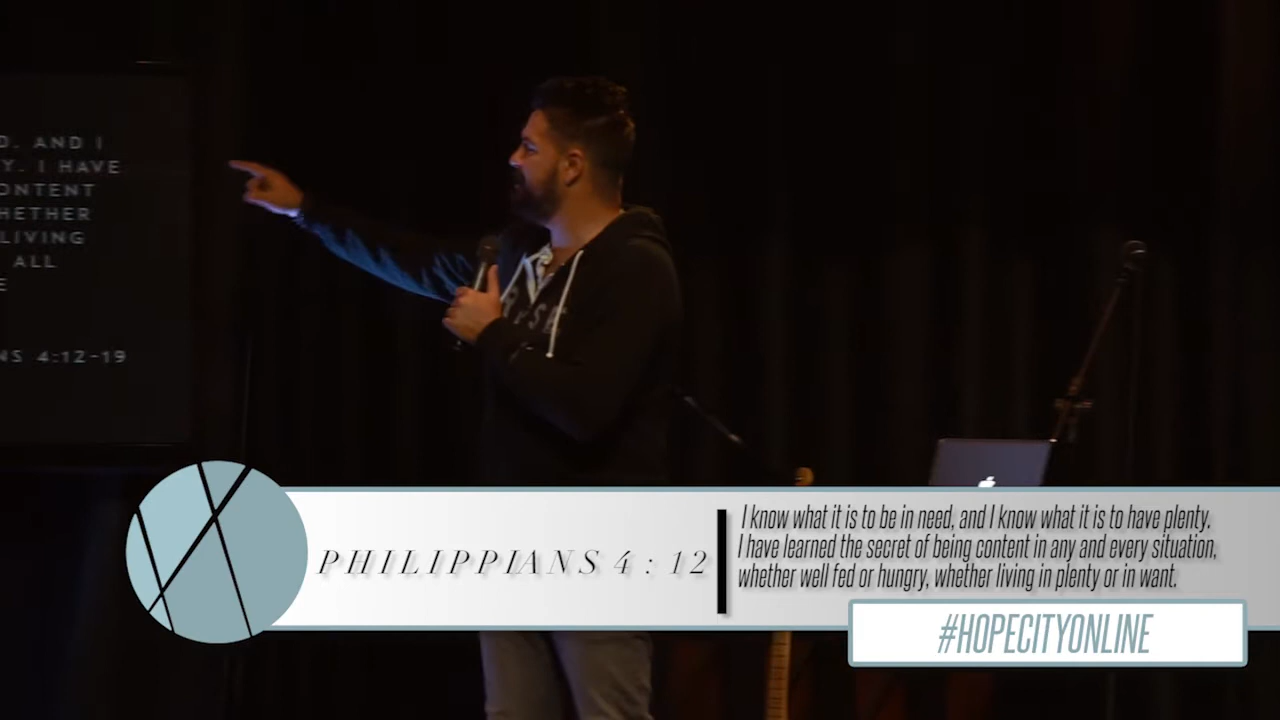 D. AND I
Y. I HAVE
ONTENT
HETHER
LIVING
ALL
E
NS 4:12-19
PHILIPPIANS 4 : 12
I know what it is to be in need, and I know what it is to have plenty.
I have learned the secret of being content in any and every situation,
whether well fed or hungry, whether living in plenty or in want.
#HOPECITYONLINE